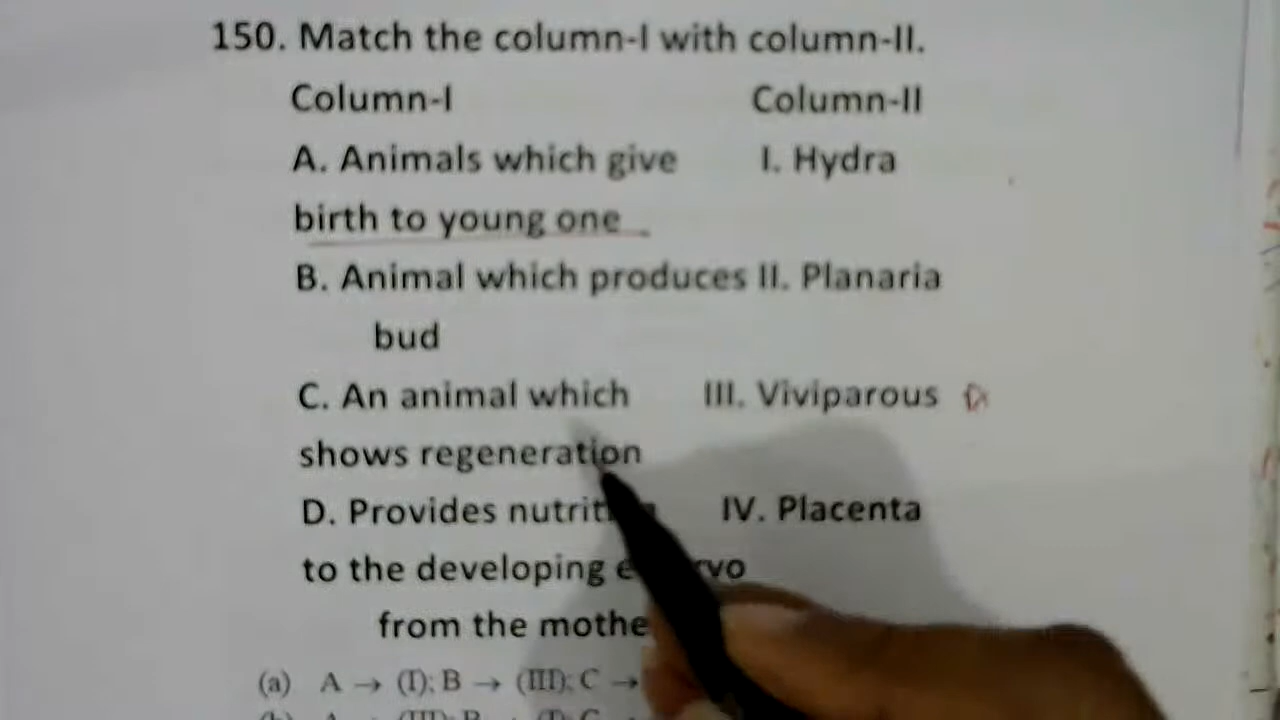 150. Match the column-I with column-II.
Column-I Column-II
A. Animals which give I. Hydra
birth to young one
B. Animal which produces II. Planaria
bud
C. An animal which III. Viviparous
shows regeneration
D. Provides IV. Placenta
to the developing
from the
(a) A → (I); B → (III); C →